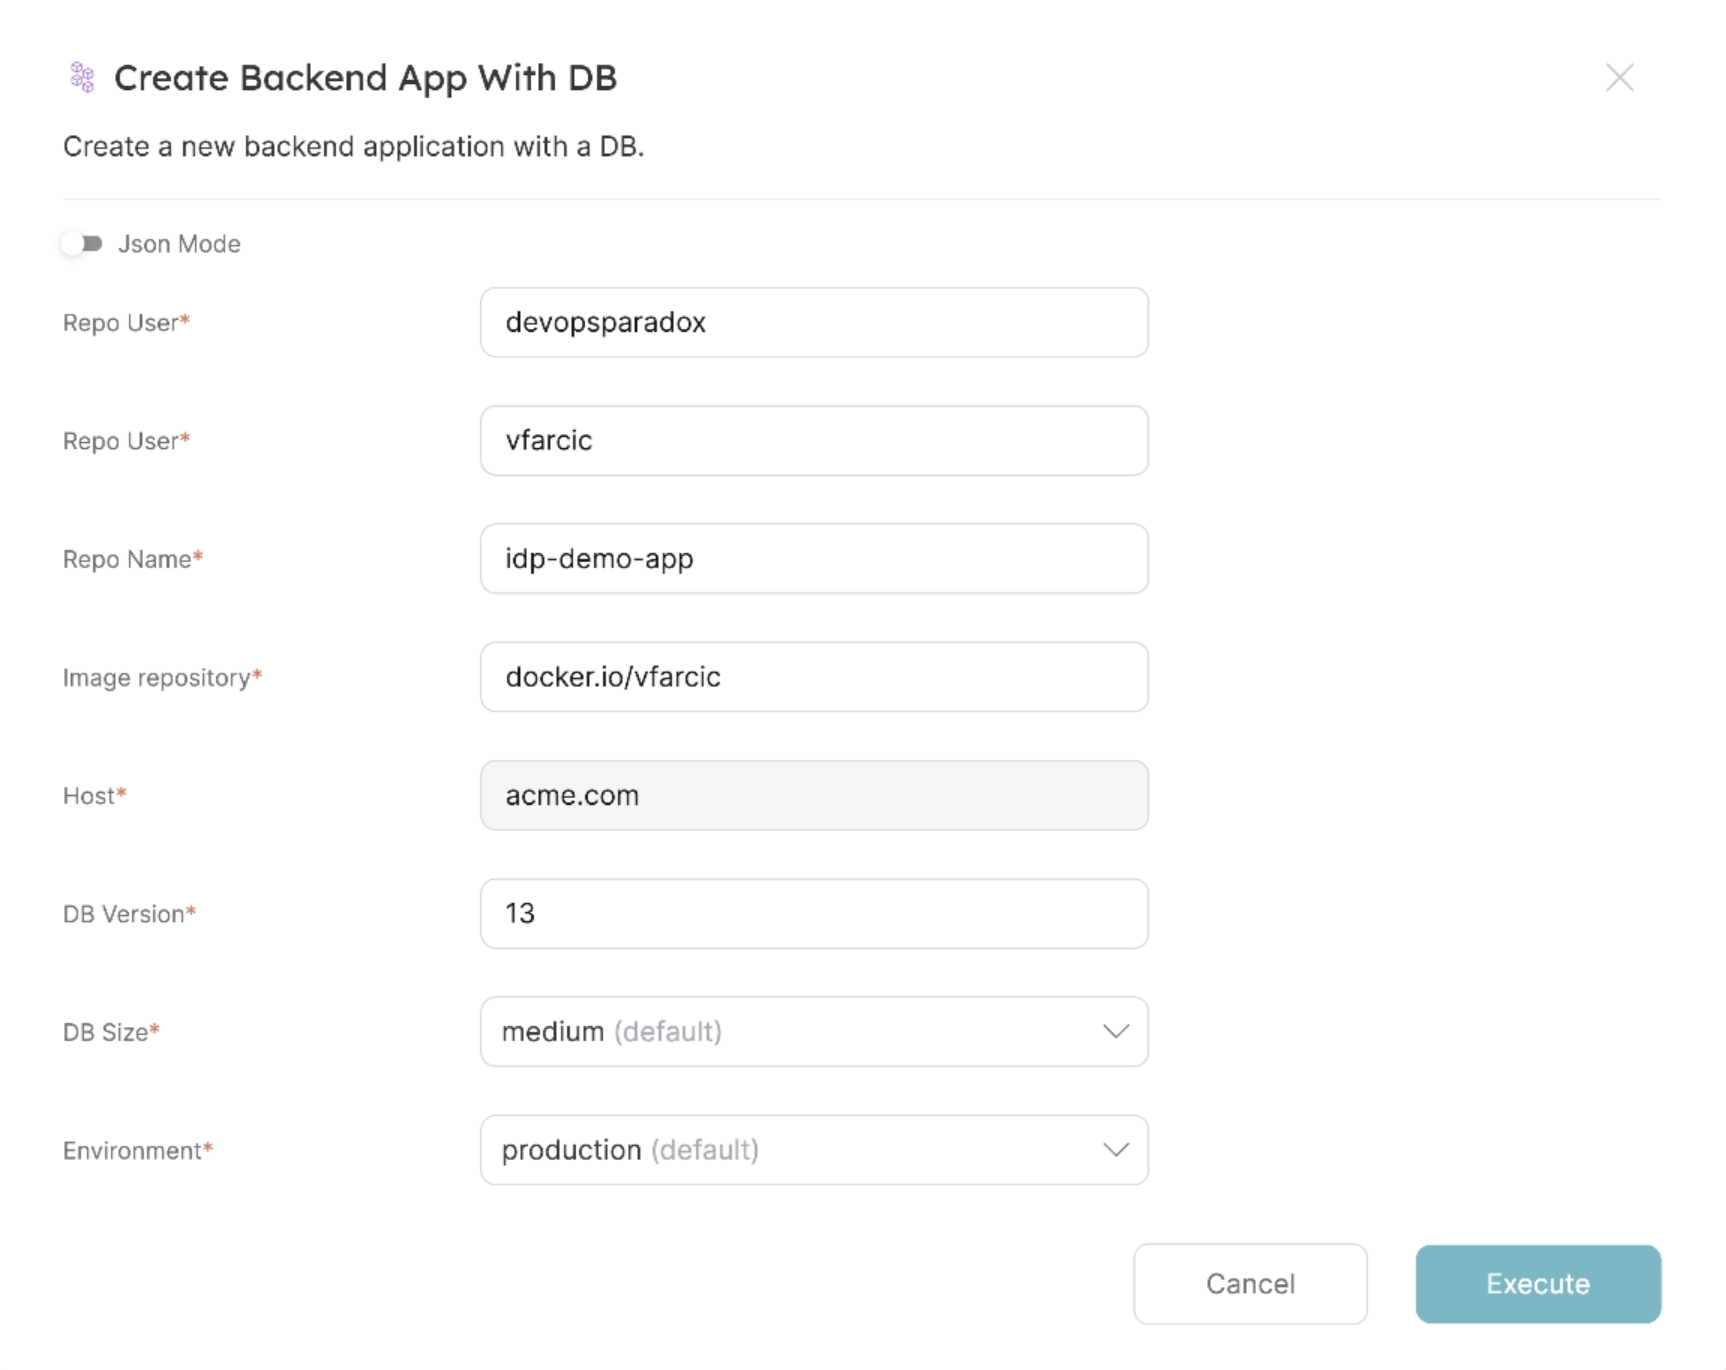 Create Backend App With DB
Create a new backend application with a DB.
Json Mode
Repo User* devopsparadox
Repo User* vfarcic
Repo Name* idp-demo-app
Image repository* docker.io/vfarcic
Host* acme.com
DB Version* 13
DB Size* medium (default)
Environment* production (default)
Cancel Execute